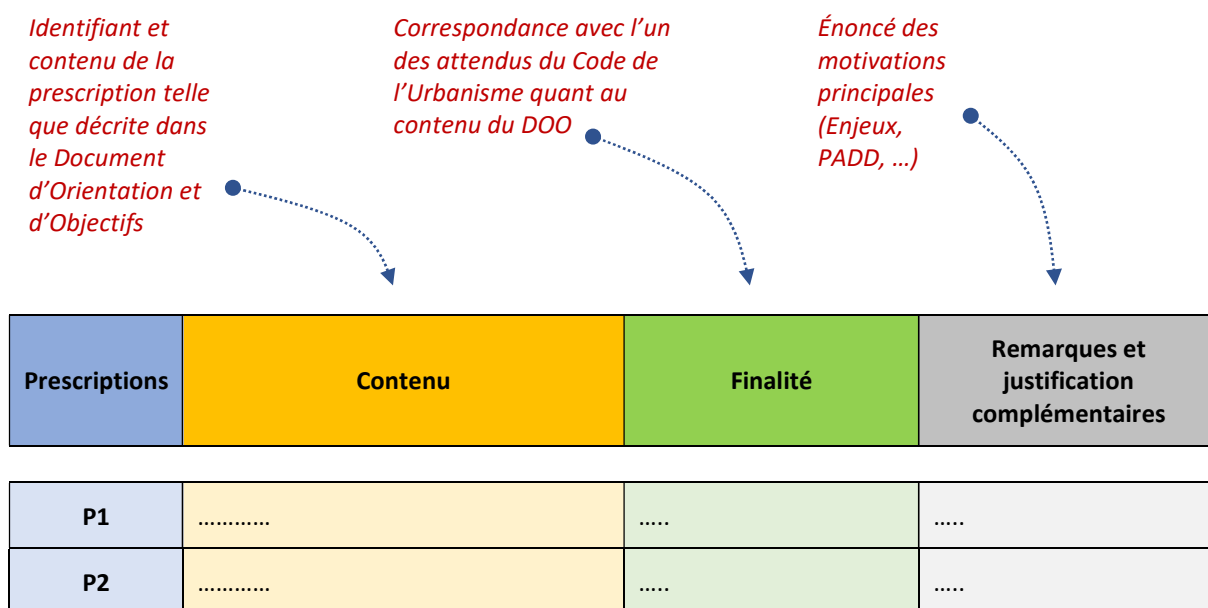 Identifiant et
contenu de la
prescription telle
que décrite dans
le Document
d’Orientation et
d’Objectifs
Correspondance avec l’un
des attendus du Code de
l’Urbanisme quant au
contenu du DOO
Énoncé des
motivations
principales
(Enjeux,
PADD, …)
Prescriptions
Contenu
Finalité
Remarques et
justification
complémentaires
P1
…………
…..
…..
P2
…………
…..
…..